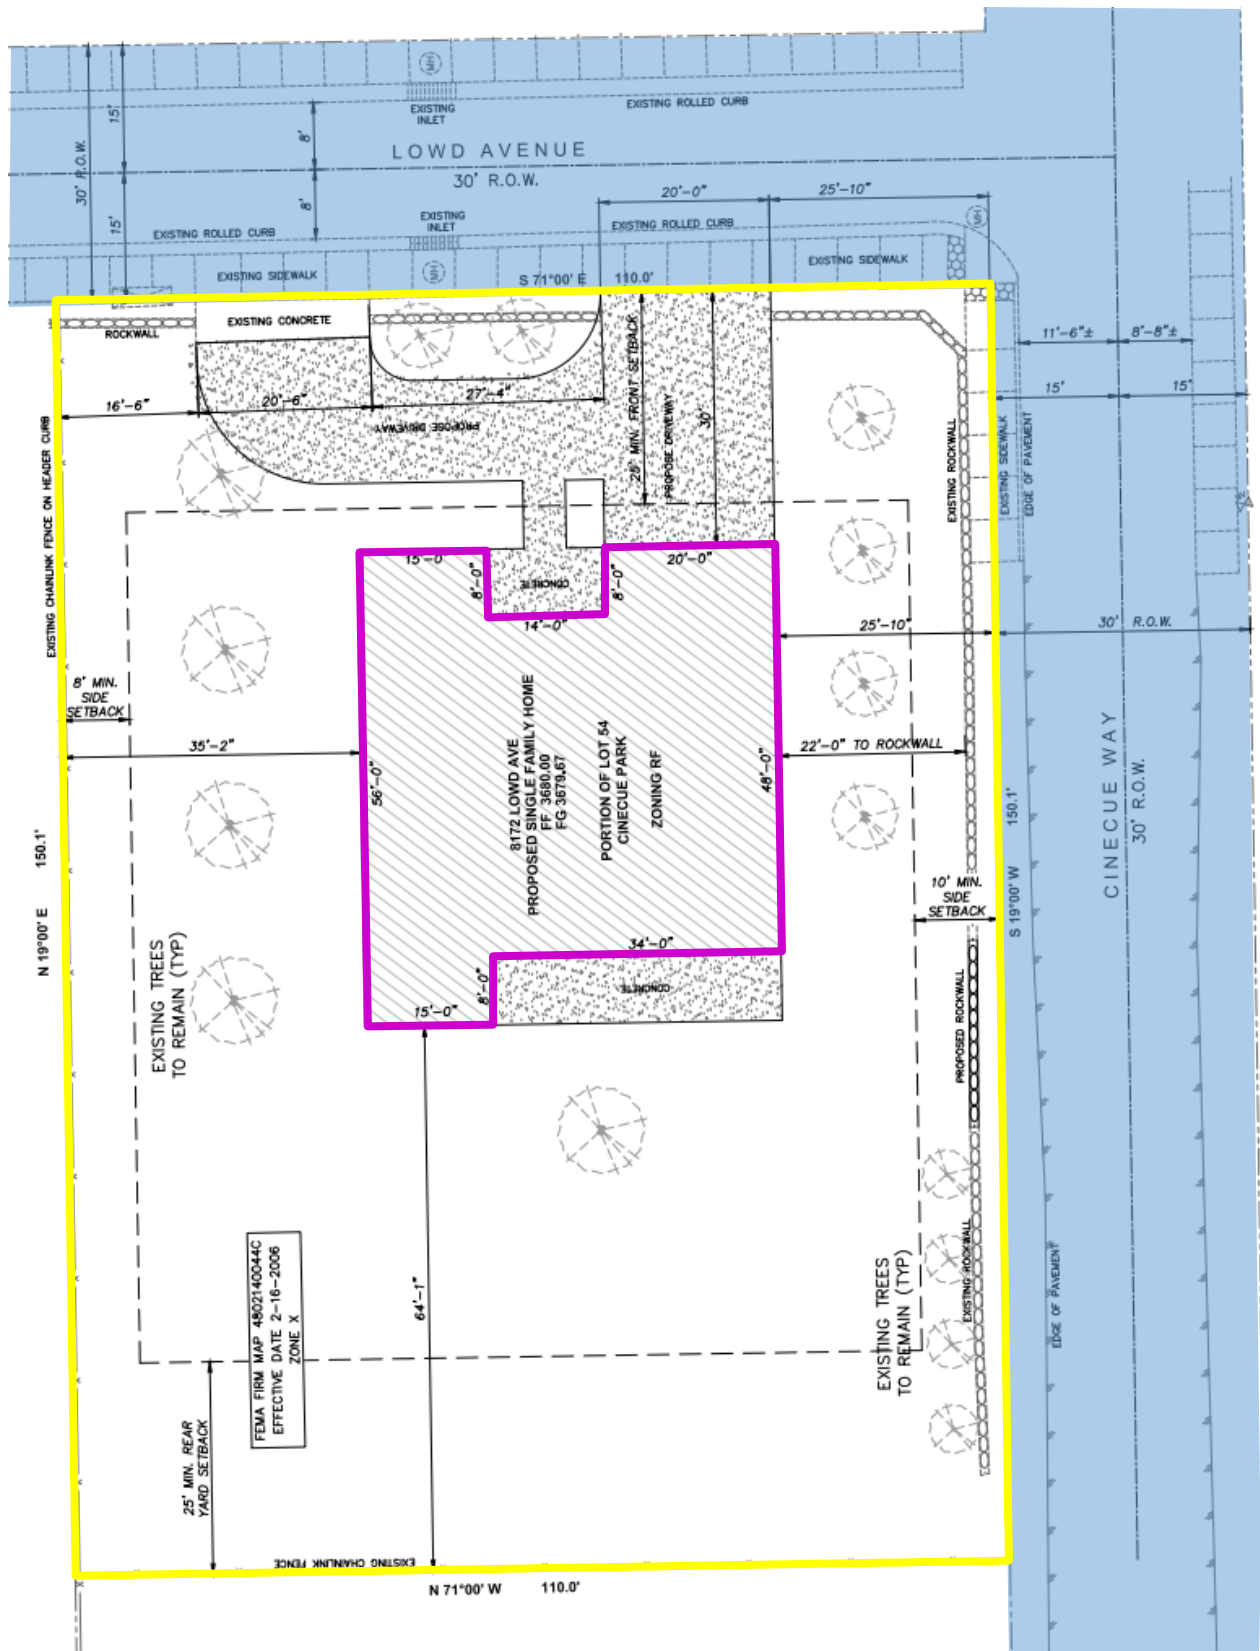 15'
30' R.O.W.
8'
EXISTING
INLET
MH
EXISTING ROLLED CURB
LOWD AVENUE
30' R.O.W.
15'
8'
20'-0"
25'-10"
EXISTING ROLLED CURB
EXISTING
INLET
EXISTING ROLLED CURB
MH
EXISTING SIDEWALK
MH
S 71°00' E 110.0'
EXISTING SIDEWALK
ROCKWALL
EXISTING CONCRETE
11'-6"±
8'-8"±
15'
15'
16'-6"
20'-6"
27'-4"
PROPOSE DRIVEWAY
25' MIN. FRONT SETBACK
PROPOSE DRIVEWAY
30'
EXISTING CHAINLINK FENCE ON HEADER CURB
EXISTING ROCKWALL
EXISTING SIDEWALK
EDGE OF PAVEMENT
15'-0
8'-0"
CONCRETE
8'-0"
20'-0"
14'-0"
25'-10"
30' R.O.W.
8' MIN.
SIDE
SETBACK
35'-2"
56'-0"
8172 LOWD AVE
PROPOSED SINGLE FAMILY HOME
FF 3680.00
FG 3679.67
PORTION OF LOT 54
CINECUE PARK
ZONING RF
48'-0"
22'-0" TO ROCKWALL
CINECUE WAY
30' R.O.W.
N 19°00' E 150.1'
S 19°00' W 150.1'
10' MIN.
SIDE
SETBACK
34'-0"
8'-0"
CONCRETE
15'-0"
EXISTING TREES
TO REMAIN (TYP)
PROPOSED ROCKWALL
64'-1"
FEMA FIRM MAP 4802140044C
EFFECTIVE DATE 2-16-2006
ZONE X
EXISTING ROCKWALL
EXISTING TREES
TO REMAIN (TYP)
EDGE OF PAVEMENT
25' MIN. REAR
YARD SETBACK
EXISTING CHAINLINK FENCE
N 71°00' W 110.0'